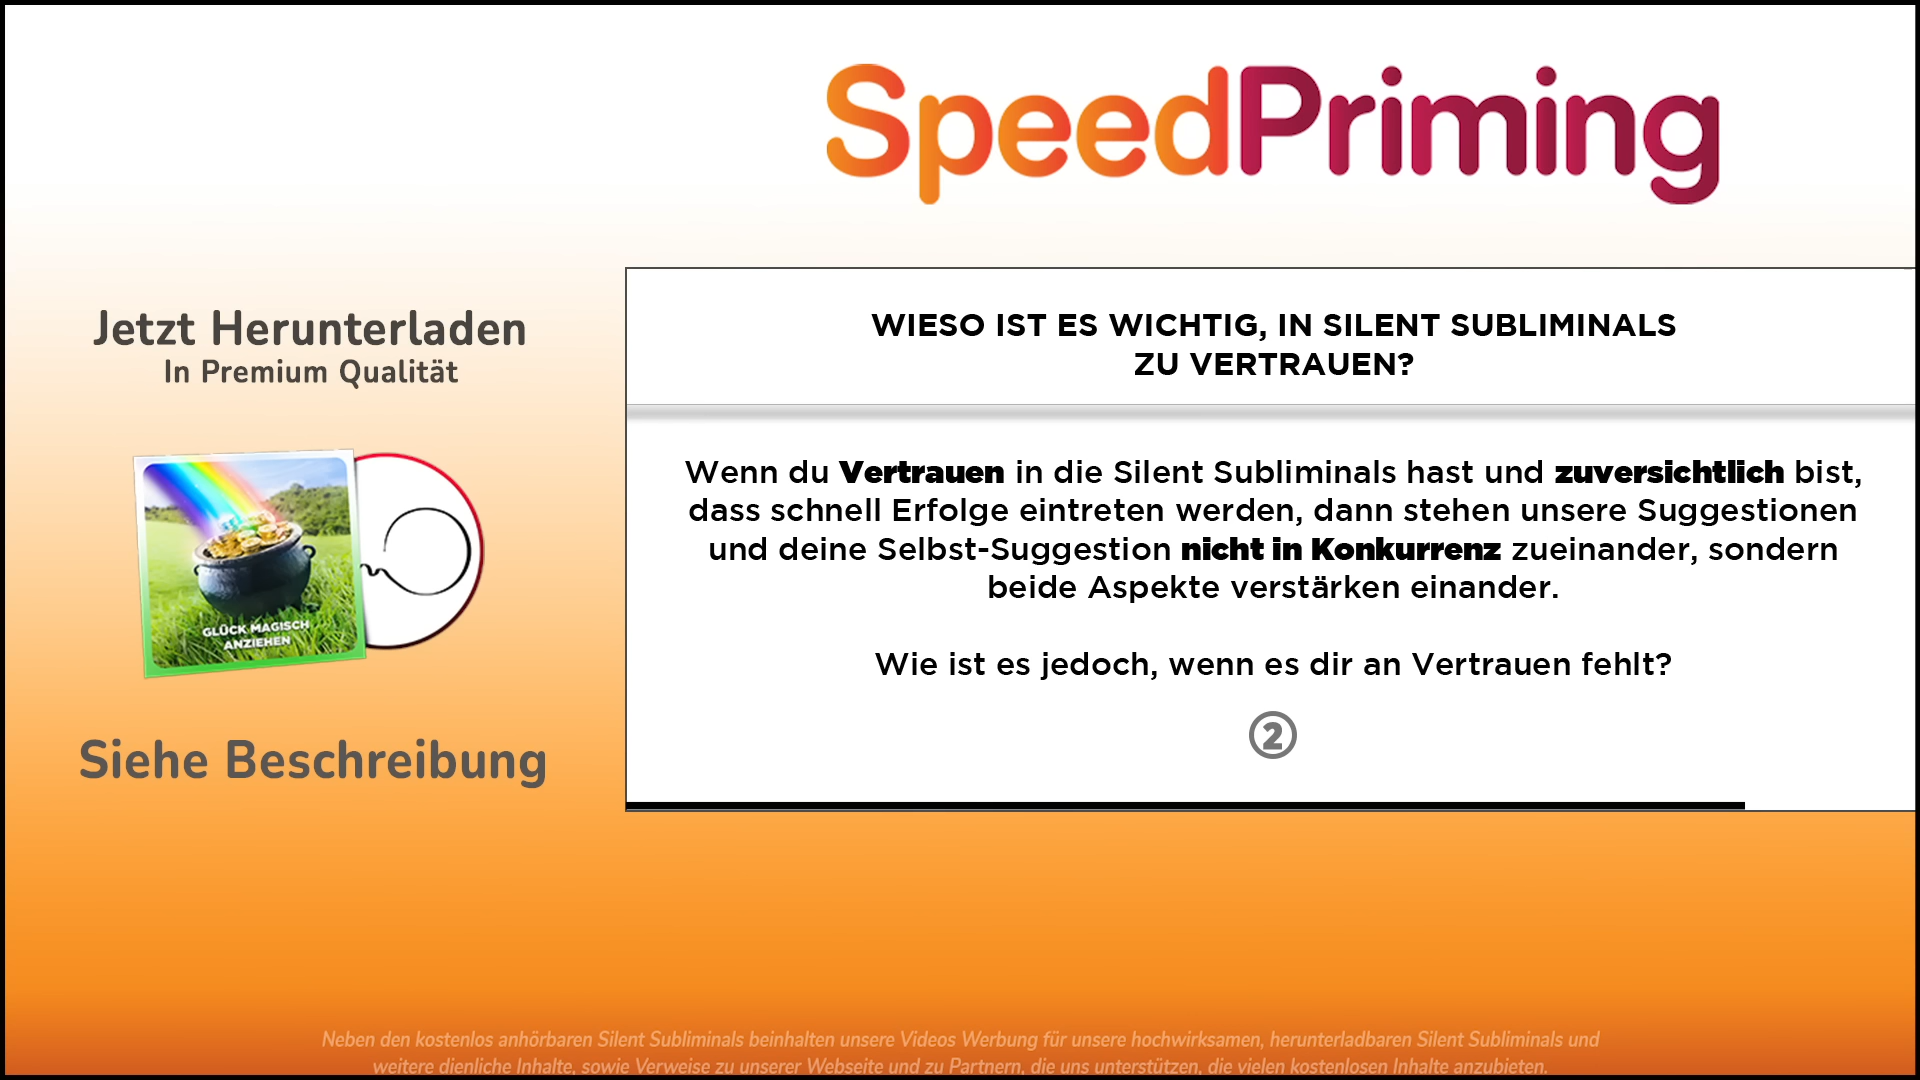 SpeedPriming
Jetzt Herunterladen
In Premium Qualität
GLÜCK MAGISCH
ANZIEHEN
Siehe Beschreibung
WIESO IST ES WICHTIG, IN SILENT SUBLIMINALS
ZU VERTRAUEN?
Wenn du Vertrauen in die Silent Subliminals hast und zuversichtlich bist,
dass schnell Erfolge eintreten werden, dann stehen unsere Suggestionen
und deine Selbst-Suggestion nicht in Konkurrenz zueinander, sondern
beide Aspekte verstärken einander.
Wie ist es jedoch, wenn es dir an Vertrauen fehlt?
2
Neben den kostenlos anhörbaren Silent Subliminals beinhalten unsere Videos Werbung für unsere hochwirksamen, herunterladbaren Silent Subliminals und
weitere dienliche Inhalte, sowie Verweise zu unserer Webseite und zu Partnern, die uns unterstützen, die vielen kostenlosen Inhalte anzubieten.